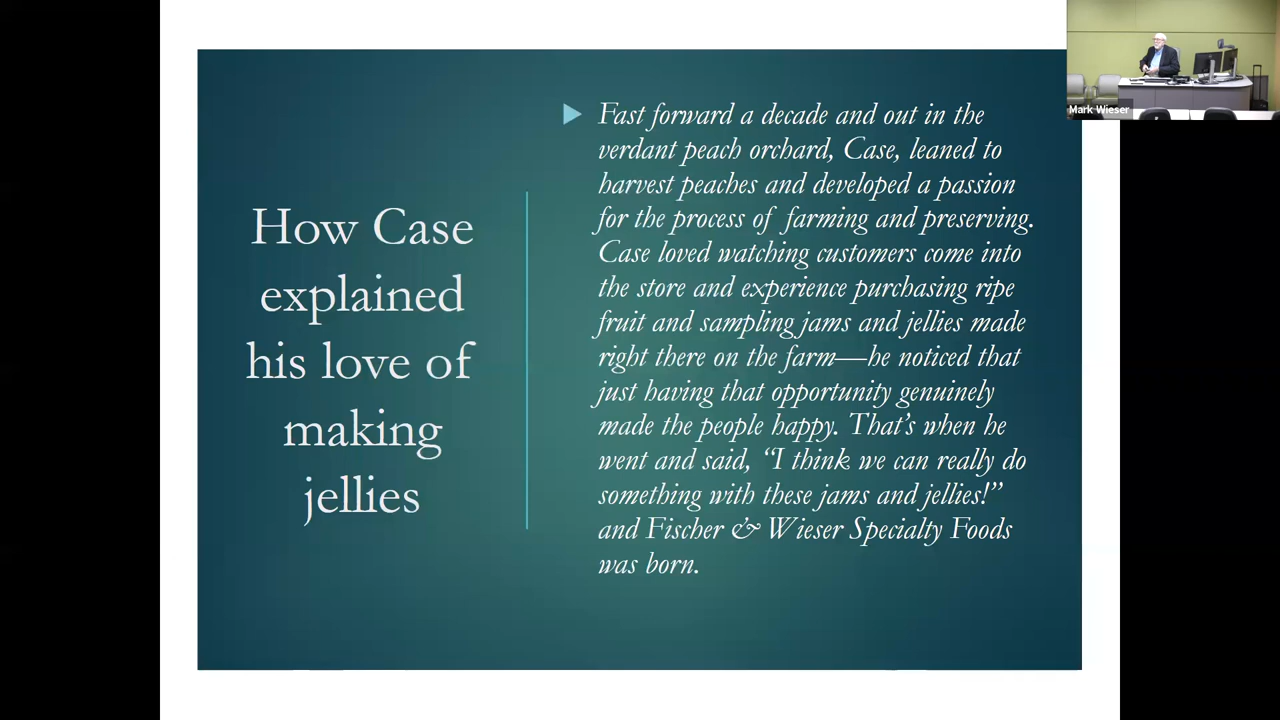 How Case
explained
his love of
making
jellies
Fast forward a decade and out in the
verdant peach orchard, Case, leaned to
harvest peaches and developed a passion
for the process of farming and preserving.
Case loved watching customers come into
the store and experience purchasing ripe
fruit and sampling jams and jellies made
right there on the farm—he noticed that
just having that opportunity genuinely
made the people happy. That’s when he
went and said, “I think we can really do
something with these jams and jellies!”
and Fischer & Wieser Specialty Foods
was born.
Mark Wieser